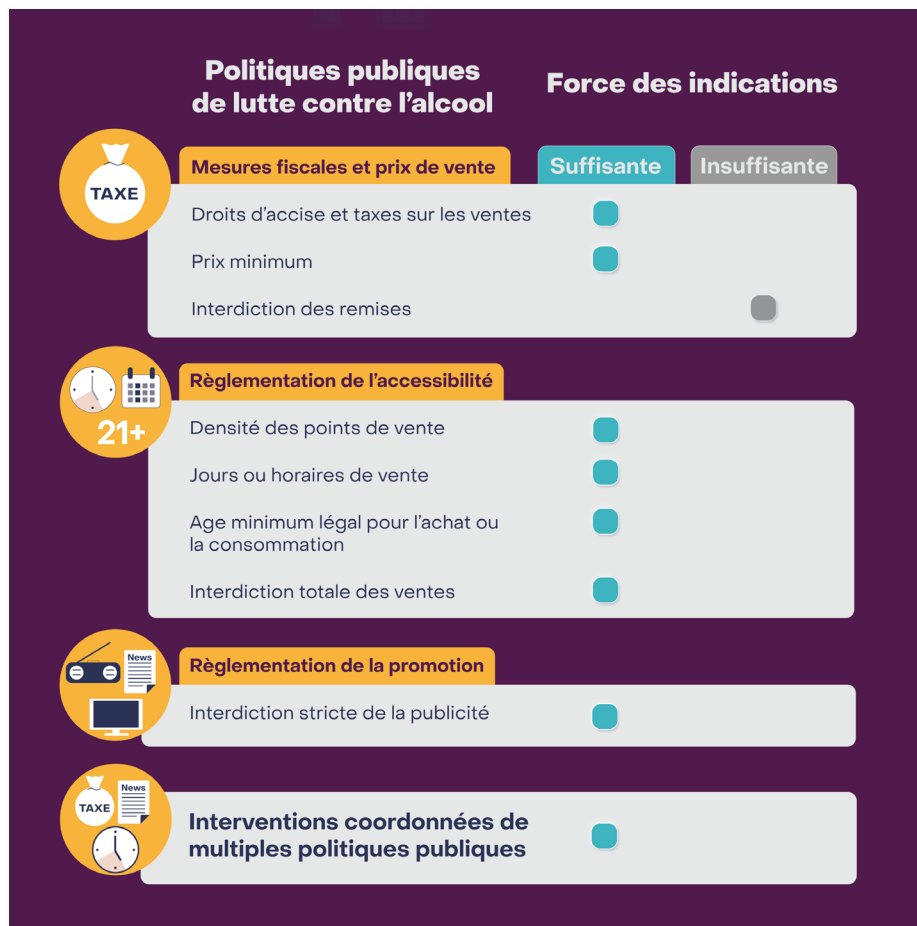 Politiques publiques
de lutte contre l'alcool
Force des indications
TAXE
Mesures fiscales et prix de vente
Suffisante
Insuffisante
Droits d'accise et taxes sur les ventes
Prix minimum
Interdiction des remises
21+
Règlementation de l'accessibilité
Densité des points de vente
Jours ou horaires de vente
Age minimum légal pour l'achat ou
la consommation
Interdiction totale des ventes
News
Règlementation de la promotion
Interdiction stricte de la publicité
TAXE
News
Interventions coordonnées de
multiples politiques publiques